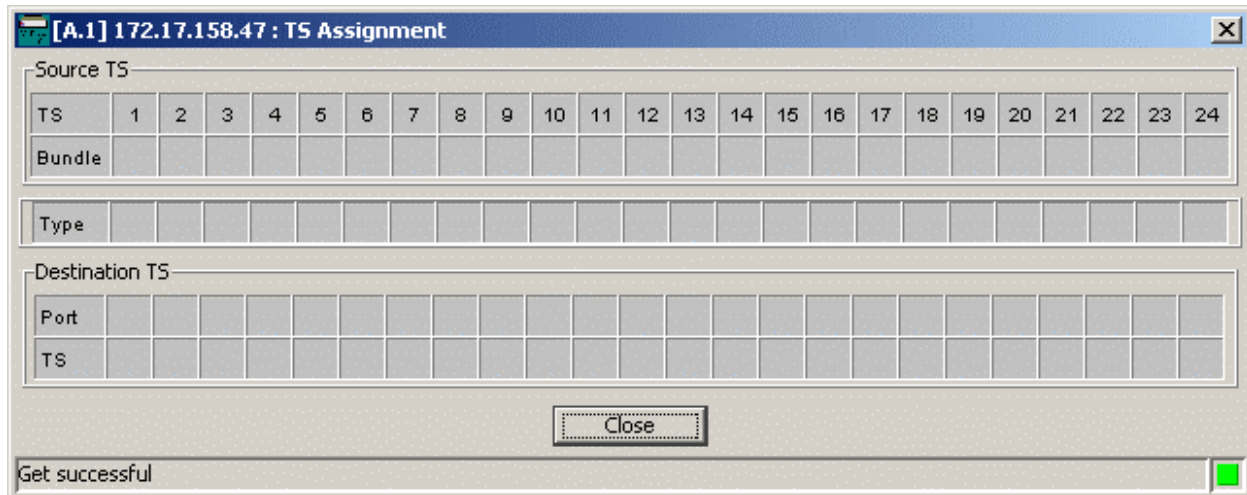 [A.1] 172.17.158.47 : TS Assignment
Source TS
TS 1 2 3 4 5 6 7 8 9 10 11 12 13 14 15 16 17 18 19 20 21 22 23 24
Bundle
Type
Destination TS
Port
TS
Close
Get successful